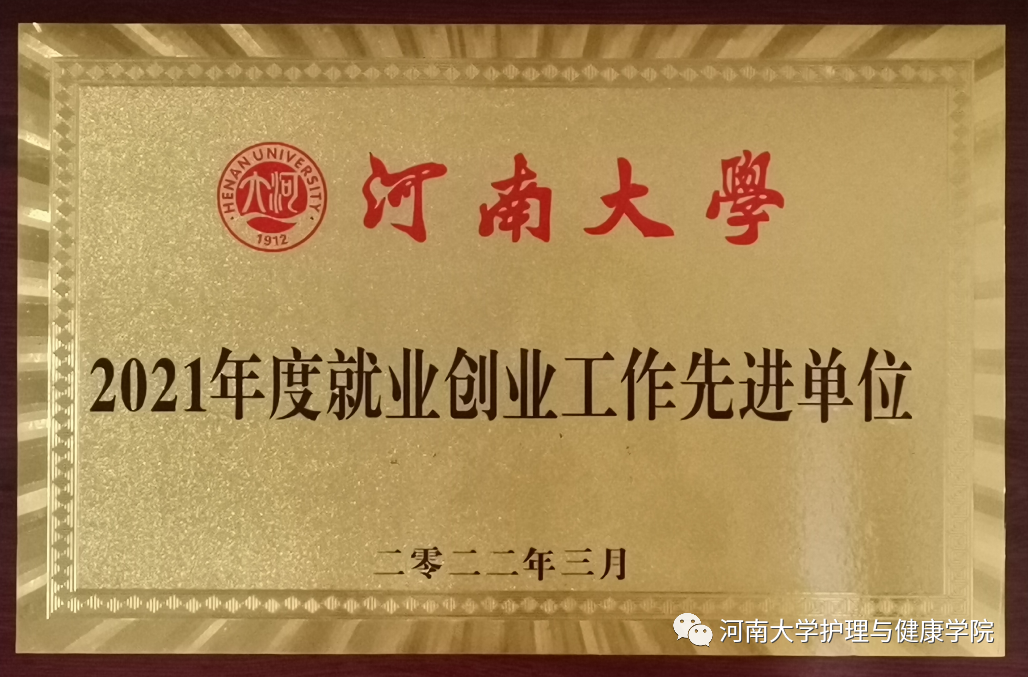 HENAN UNIVERSITY
大河
1912
河南大學
2021年度就业创业工作先进单位
二零二二年三月
河南大学护理与健康学院